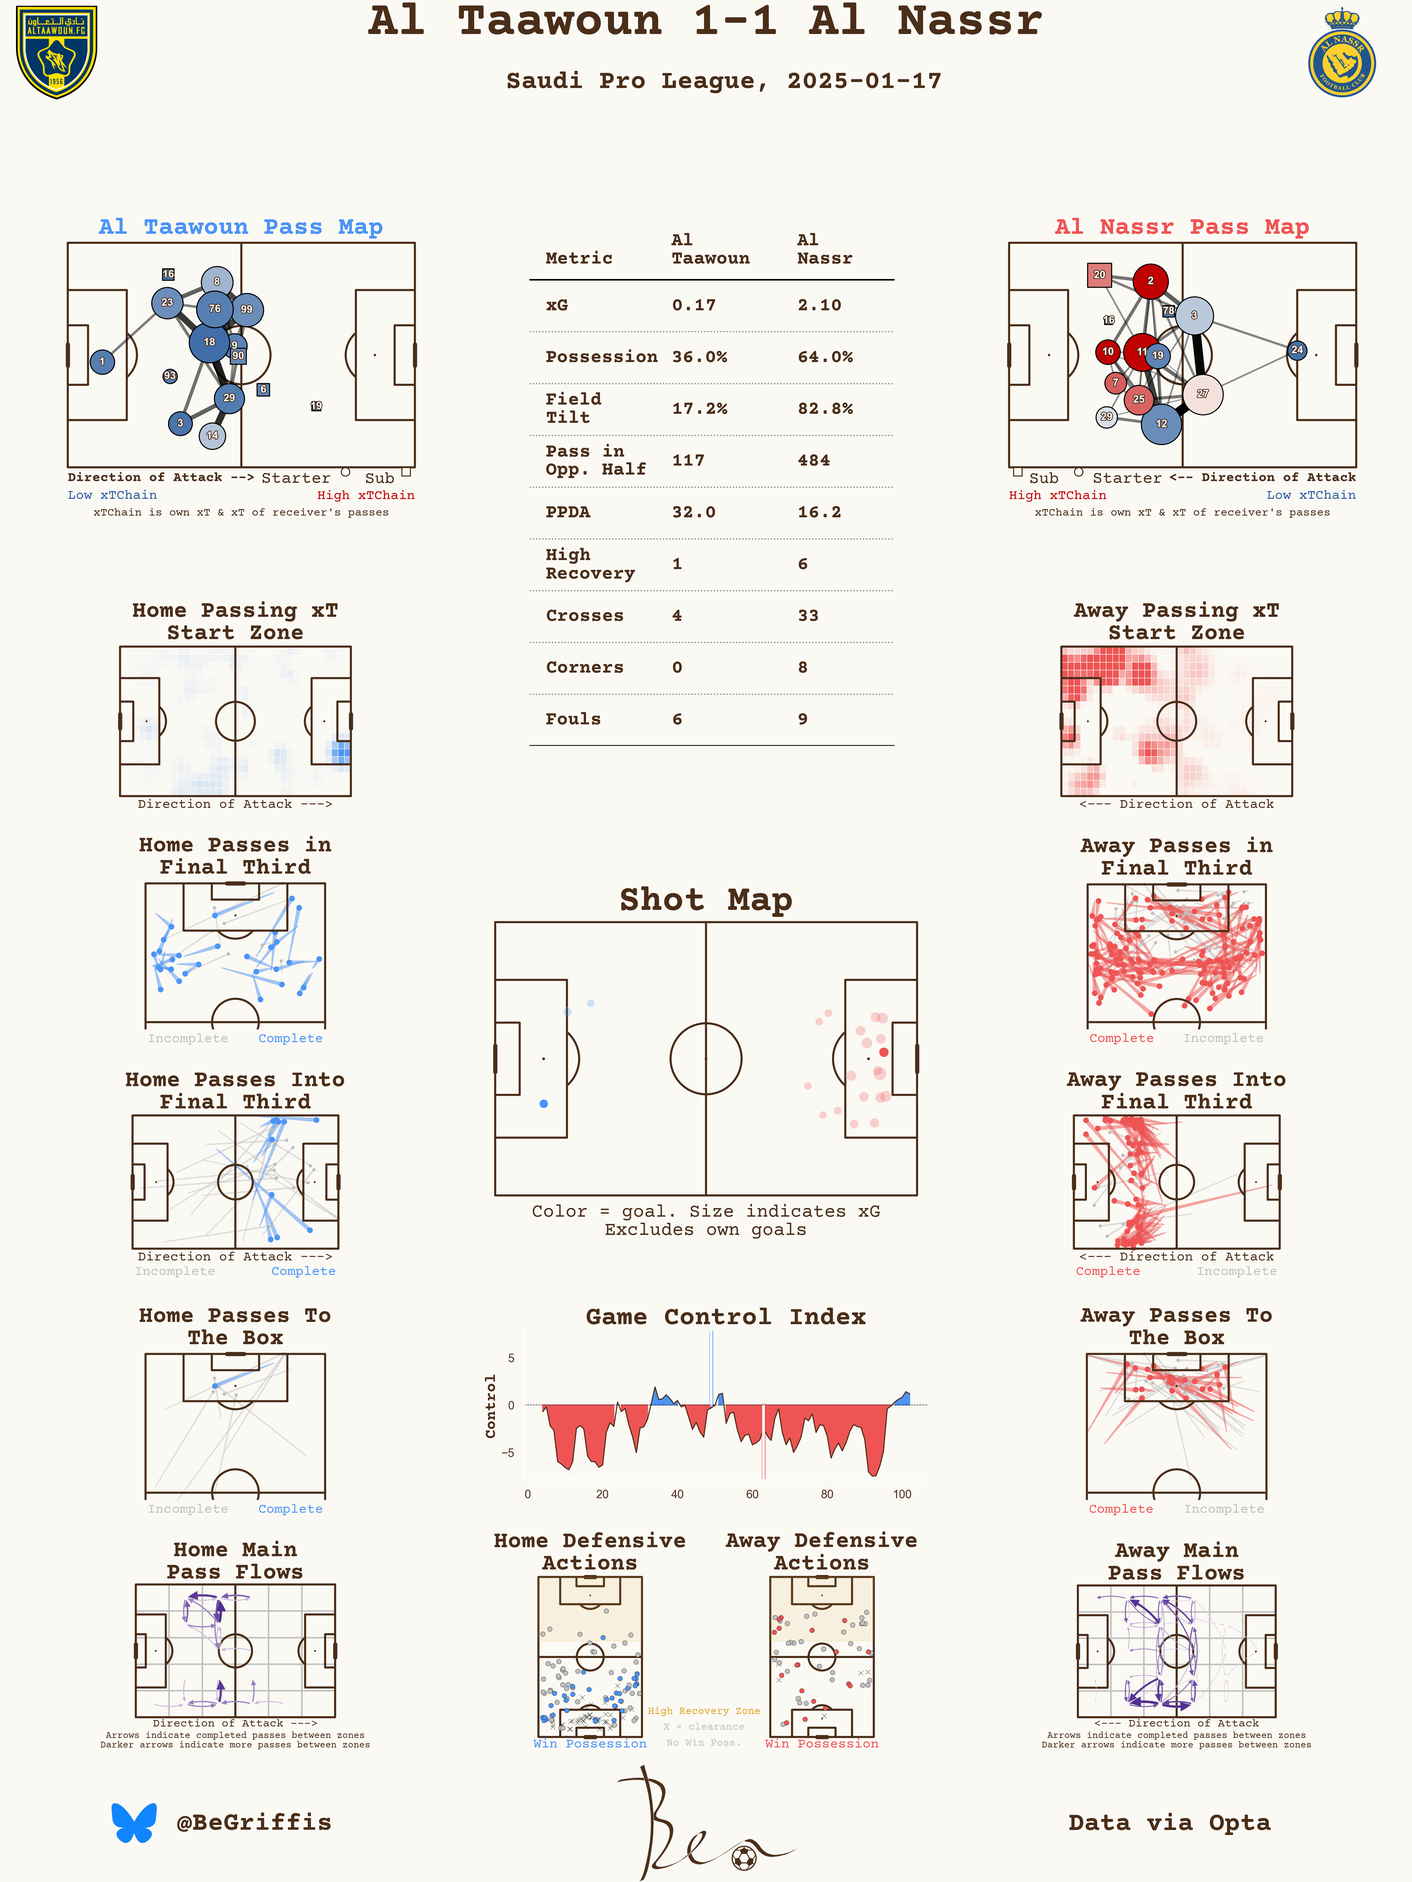 Al Taawoun 1-1 Al Nassr
Saudi Pro League, 2025-01-17
نادي التعاون
ALTAAWOUN.FC
1956
AL NASSR
FOOTBALL CLUB
Al Taawoun Pass Map
16
8
23
76
99
18
9
90
1
93
6
29
19
3
14
Direction of Attack --> Starter Sub
Low xTChain High xTChain
xTChain is own xT & xT of receiver's passes
Metric Al Taawoun Al Nassr
xG 0.17 2.10
Possession 36.0% 64.0%
Field Tilt 17.2% 82.8%
Pass in Opp. Half 117 484
PPDA 32.0 16.2
High Recovery 1 6
Crosses 4 33
Corners 0 8
Fouls 6 9
Al Nassr Pass Map
20
2
78
16
3
10
11
19
24
7
25
27
29
12
Sub Starter <-- Direction of Attack
High xTChain Low xTChain
xTChain is own xT & xT of receiver's passes
Home Passing xT
Start Zone
Direction of Attack --->
Away Passing xT
Start Zone
<--- Direction of Attack
Home Passes in
Final Third
Incomplete Complete
Away Passes in
Final Third
Complete Incomplete
Shot Map
Color = goal. Size indicates xG
Excludes own goals
Home Passes Into
Final Third
Direction of Attack --->
Incomplete Complete
Away Passes Into
Final Third
<--- Direction of Attack
Complete Incomplete
Home Passes To
The Box
Incomplete Complete
Game Control Index
Control
5
0
−5
0 20 40 60 80 100
Away Passes To
The Box
Complete Incomplete
Home Main
Pass Flows
Direction of Attack --->
Arrows indicate completed passes between zones
Darker arrows indicate more passes between zones
Home Defensive
Actions
Win Possession
High Recovery Zone
X = clearance
No Win Poss.
Away Defensive
Actions
Win Possession
Away Main
Pass Flows
<--- Direction of Attack
Arrows indicate completed passes between zones
Darker arrows indicate more passes between zones
@BeGriffis
Ben
Data via Opta